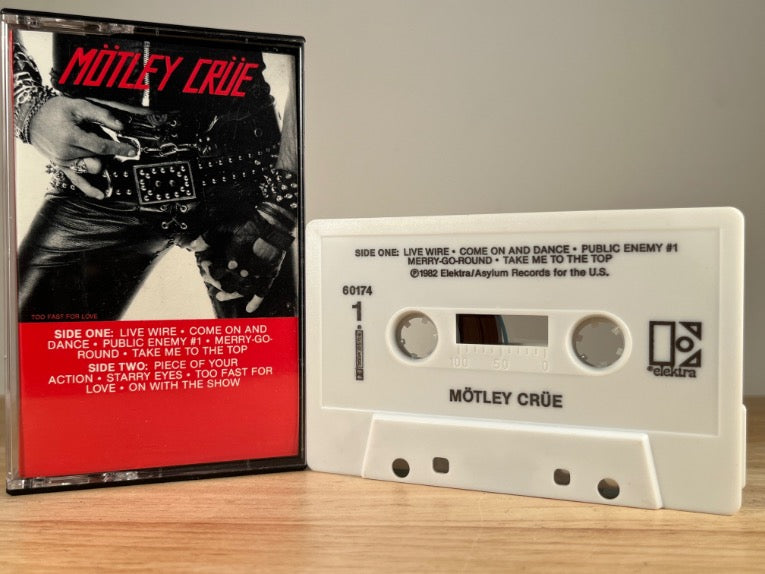 MÖTLEY CRÜE
TOO FAST FOR LOVE
SIDE ONE: LIVE WIRE • COME ON AND
DANCE • PUBLIC ENEMY #1 • MERRY-GO-
ROUND • TAKE ME TO THE TOP
SIDE TWO: PIECE OF YOUR
ACTION • STARRY EYES • TOO FAST FOR
LOVE • ON WITH THE SHOW
SIDE ONE: LIVE WIRE • COME ON AND DANCE • PUBLIC ENEMY #1
MERRY-GO-ROUND • TAKE ME TO THE TOP
℗1982 Elektra/Asylum Records for the U.S.
60174
1
100 50 0
elektra
MÖTLEY CRÜE